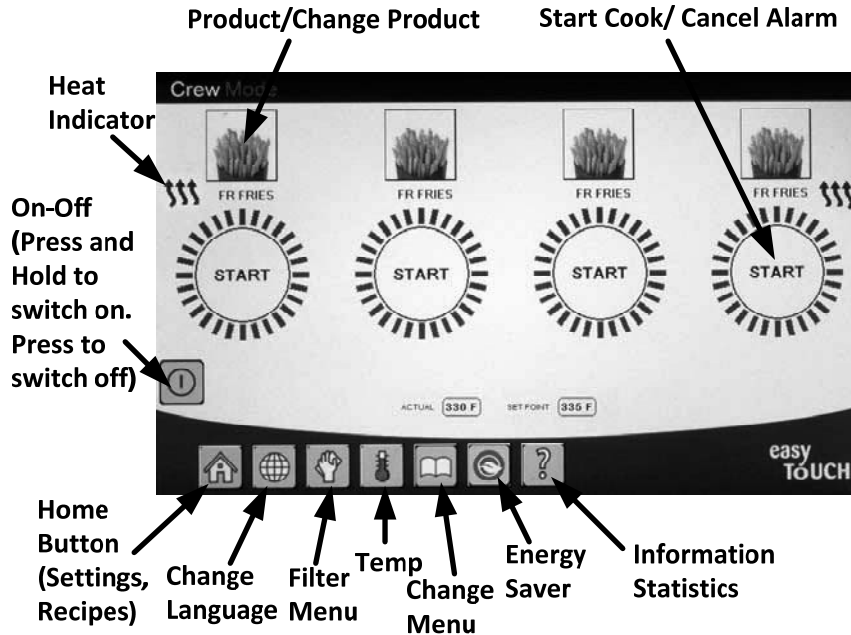 Product/Change Product
Start Cook/ Cancel Alarm
Heat
Indicator
Crew Mode
FR FRIES
FR FRIES
FR FRIES
FR FRIES
On-Off
(Press and
Hold to
switch on.
Press to
switch off)
START
START
START
START
ACTUAL 330 F SETPOINT 335 F
easy
TOUCH
Home
Button
(Settings,
Recipes)
Change
Language
Filter
Menu
Temp
Change
Menu
Energy
Saver
Information
Statistics